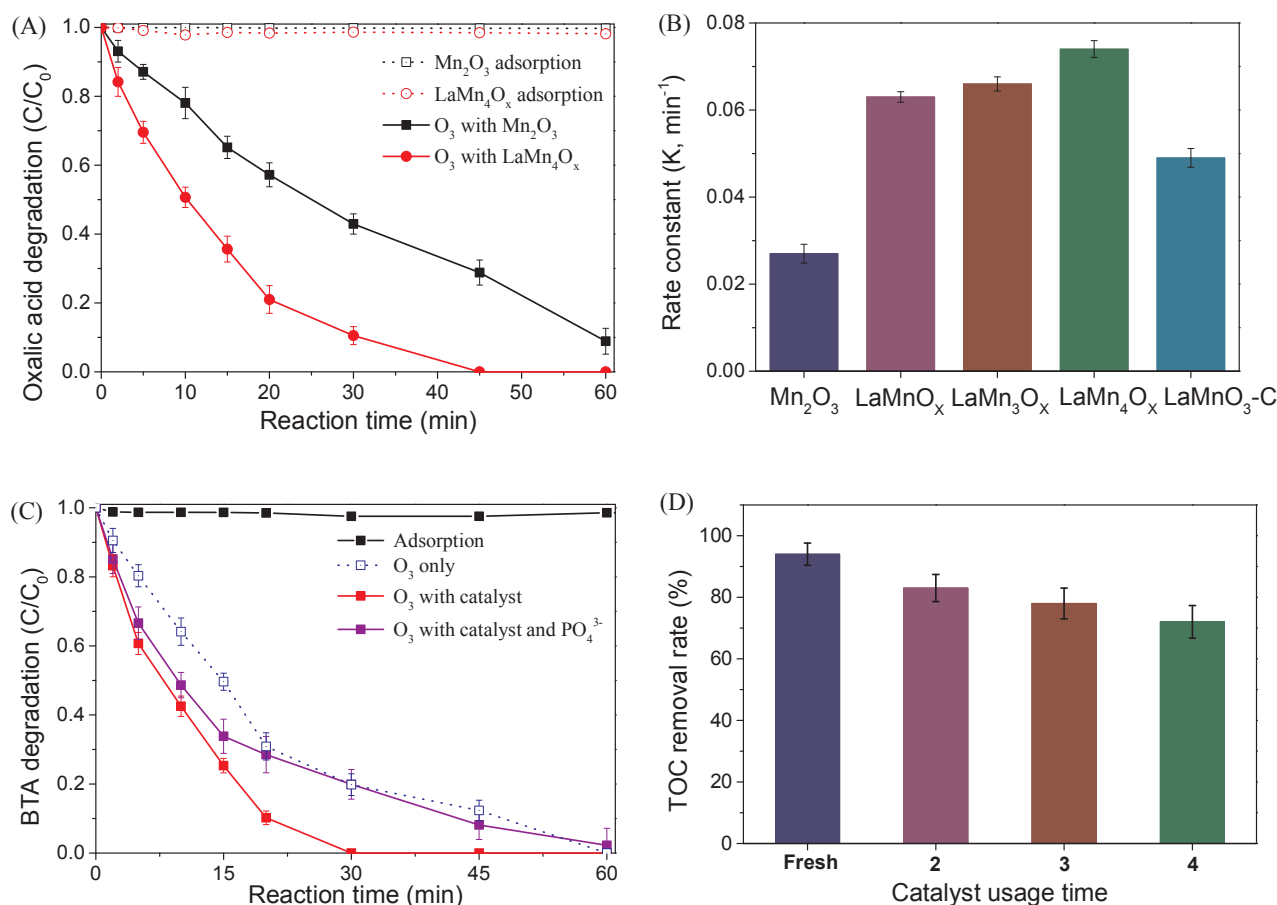 (A)
Oxalic acid degradation (C/C₀)
1.0
0.8
0.6
0.4
0.2
0.0
Mn₂O₃ adsorption
LaMn₄Oₓ adsorption
O₃ with Mn₂O₃
O₃ with LaMn₄Oₓ
0 10 20 30 40 50 60
Reaction time (min)
(B)
Rate constant (K, min⁻¹)
0.08
0.06
0.04
0.02
0.00
Mn₂O₃ LaMnOₓ LaMn₃Oₓ LaMn₄Oₓ LaMnO₃-C
(C)
BTA degradation (C/C₀)
1.0
0.8
0.6
0.4
0.2
0.0
Adsorption
O₃ only
O₃ with catalyst
O₃ with catalyst and PO₄³⁻
0 15 30 45 60
Reaction time (min)
(D)
TOC removal rate (%)
100
80
60
40
20
0
Fresh 2 3 4
Catalyst usage time